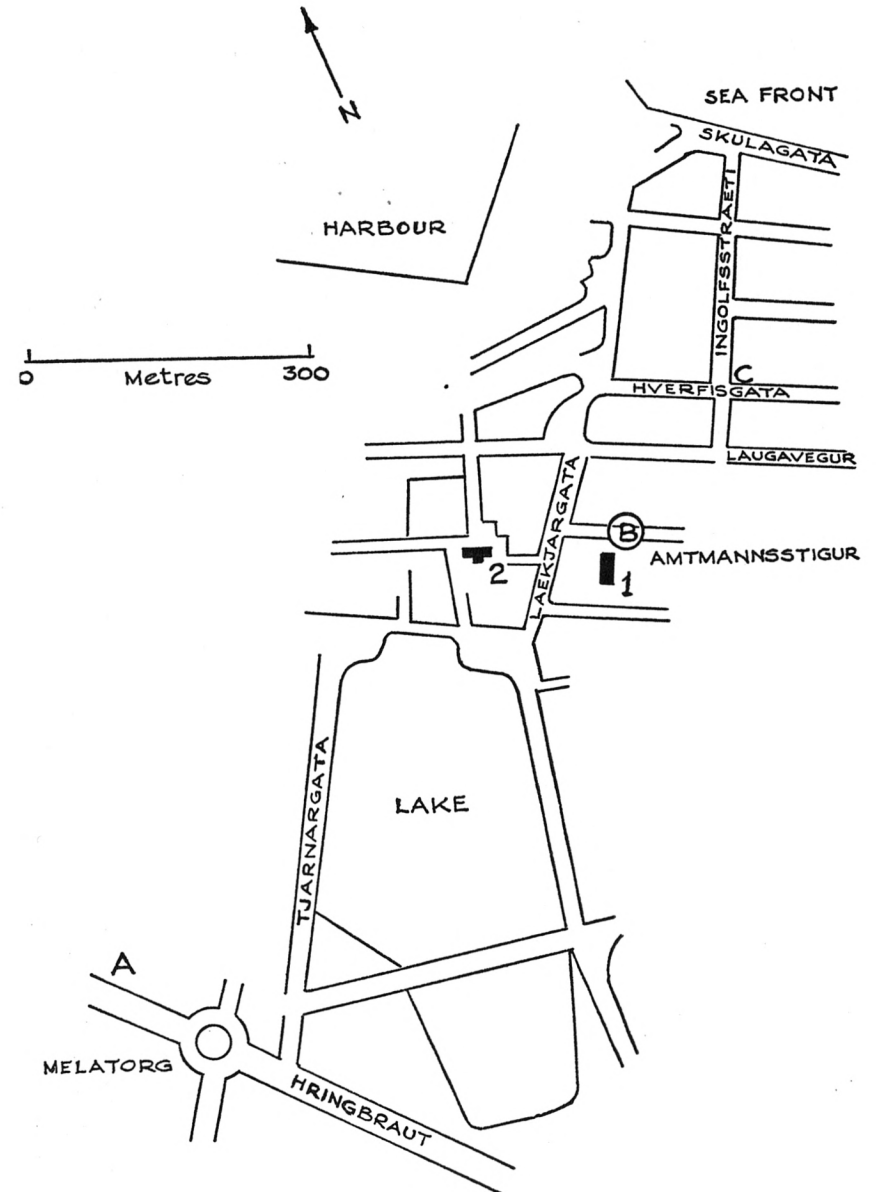 N
SEA FRONT
SKULAGATA
INGOLFSSTRAETI
HARBOUR
0 Metres 300
C
HVERFISGATA
LAUGAVEGUR
LAEKJARGATA
B
AMTMANNSSTIGUR
2
1
TJARNARGATA
LAKE
A
MELATORG
HRINGBRAUT